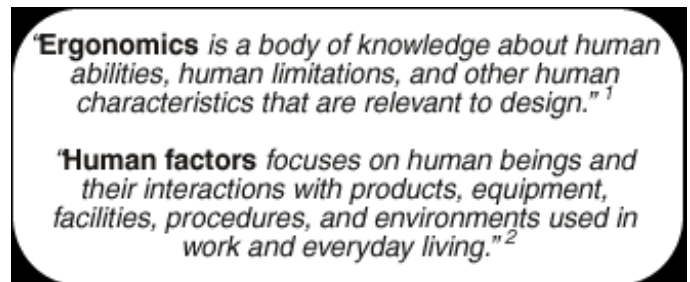 “Ergonomics is a body of knowledge about human
abilities, human limitations, and other human
characteristics that are relevant to design.” 1
“Human factors focuses on human beings and
their interactions with products, equipment,
facilities, procedures, and environments used in
work and everyday living.” 2